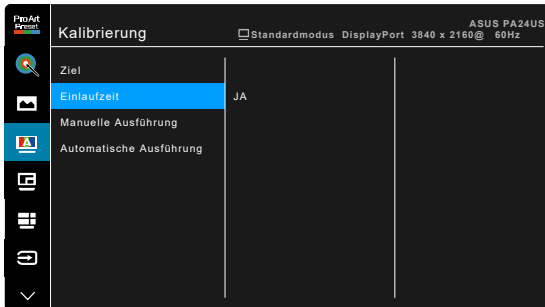 ProArt
Preset
Kalibrierung
ASUS PA24US
Standardmodus DisplayPort 3840 x 2160@ 60Hz
Ziel
Einlaufzeit JA
Manuelle Ausführung
Automatische Ausführung
A